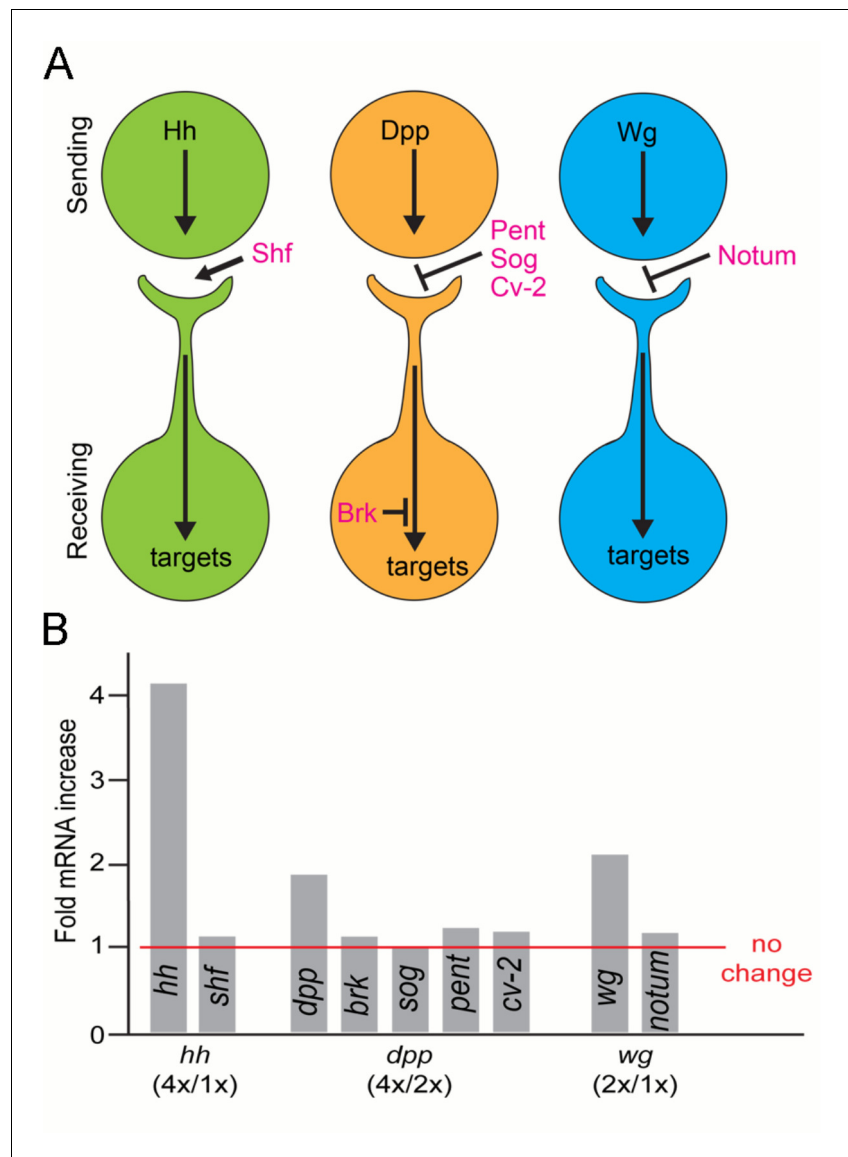 A
Sending
Hh
Dpp
Wg
Shf
Pent
Sog
Cv-2
Notum
Receiving
Brk
targets
targets
targets
B
Fold mRNA increase
4
3
2
1
0
hh
shf
dpp
brk
sog
pent
cv-2
wg
notum
no
change
hh
(4x/1x)
dpp
(4x/2x)
wg
(2x/1x)